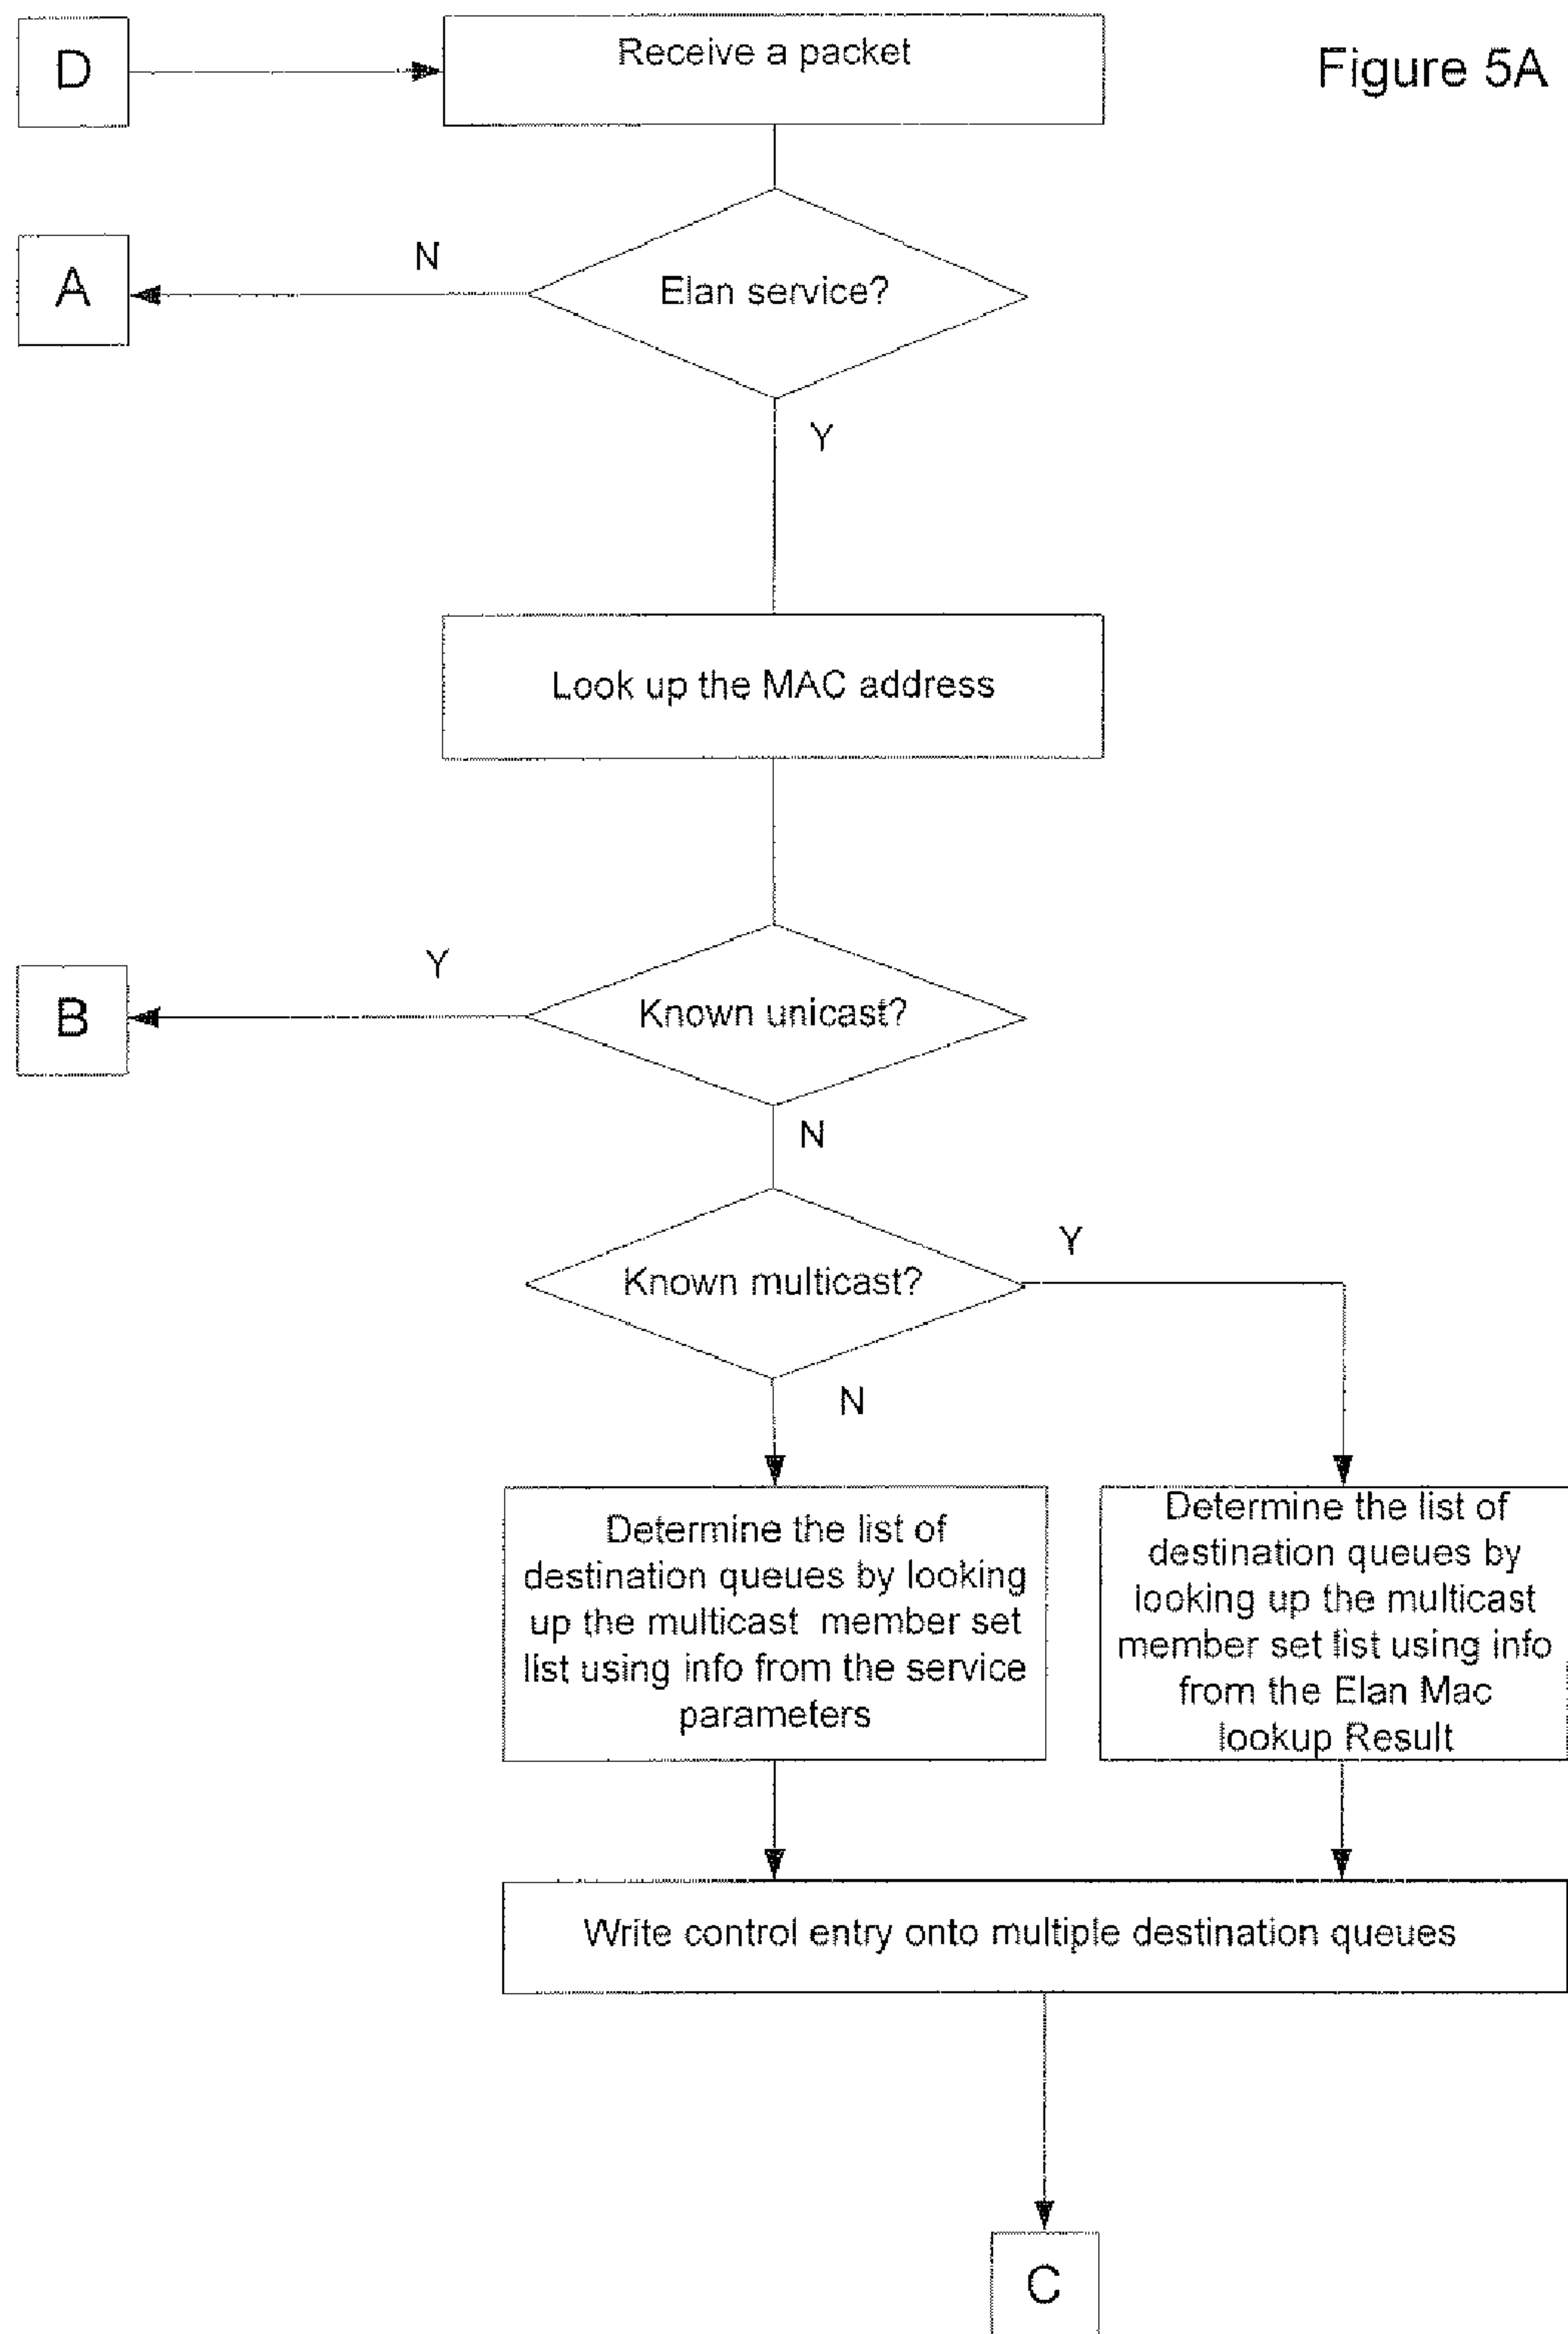 D
Receive a packet
Figure 5A
N
A
Elan service?
Y
Look up the MAC address
Y
B
Known unicast?
N
Known multicast?
Y
N
Determine the list of
destination queues by looking
up the multicast member set
list using info from the service
parameters
Determine the list of
destination queues by
looking up the multicast
member set list using info
from the Elan Mac
lookup Result
Write control entry onto multiple destination queues
C